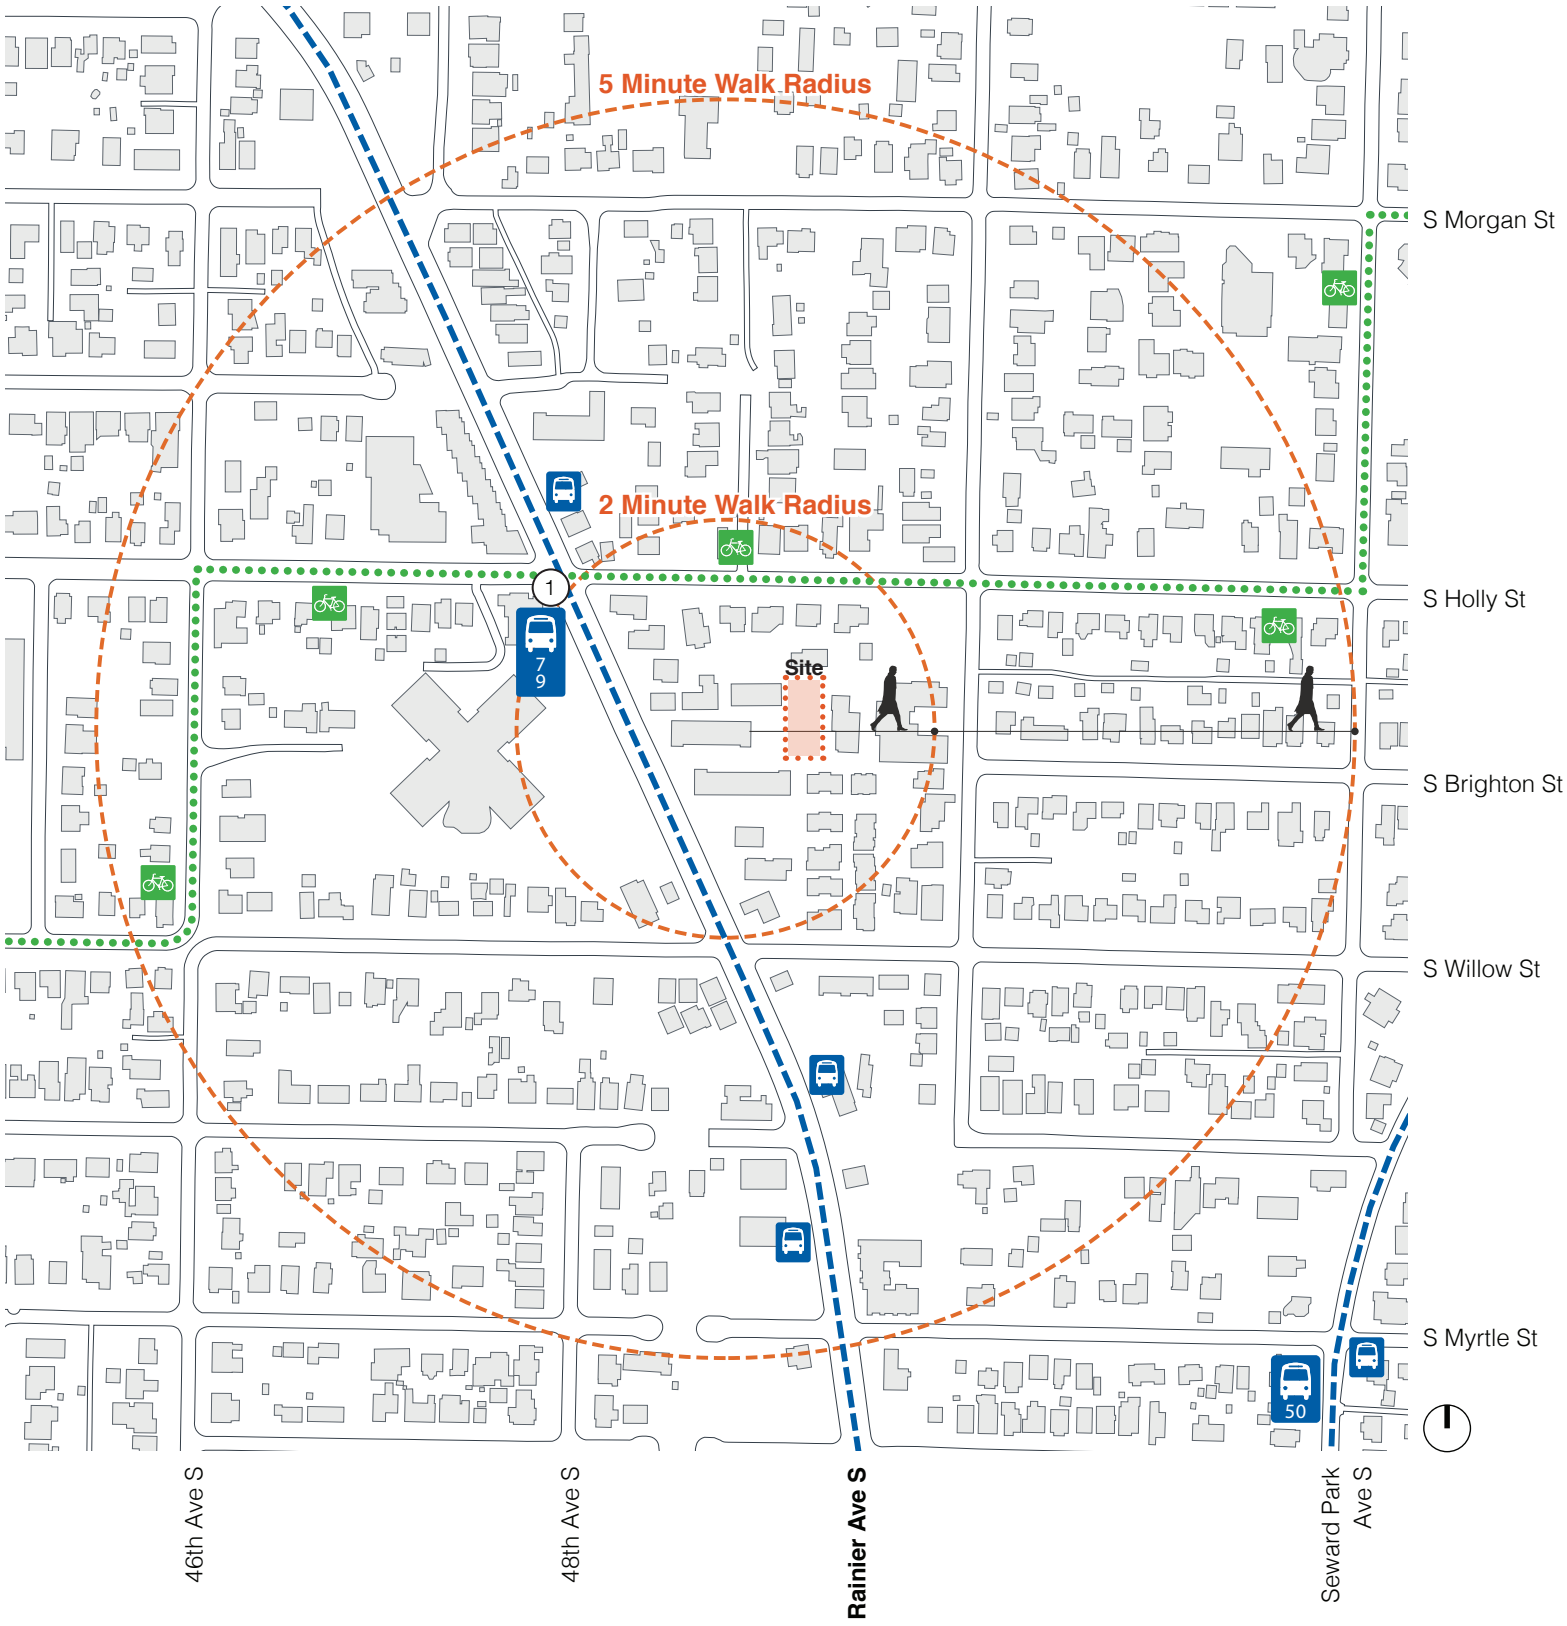 5 Minute Walk Radius
S Morgan St
2 Minute Walk Radius
1
S Holly St
7
9
Site
S Brighton St
S Willow St
S Myrtle St
50
46th Ave S
48th Ave S
Rainier Ave S
Seward Park
Ave S